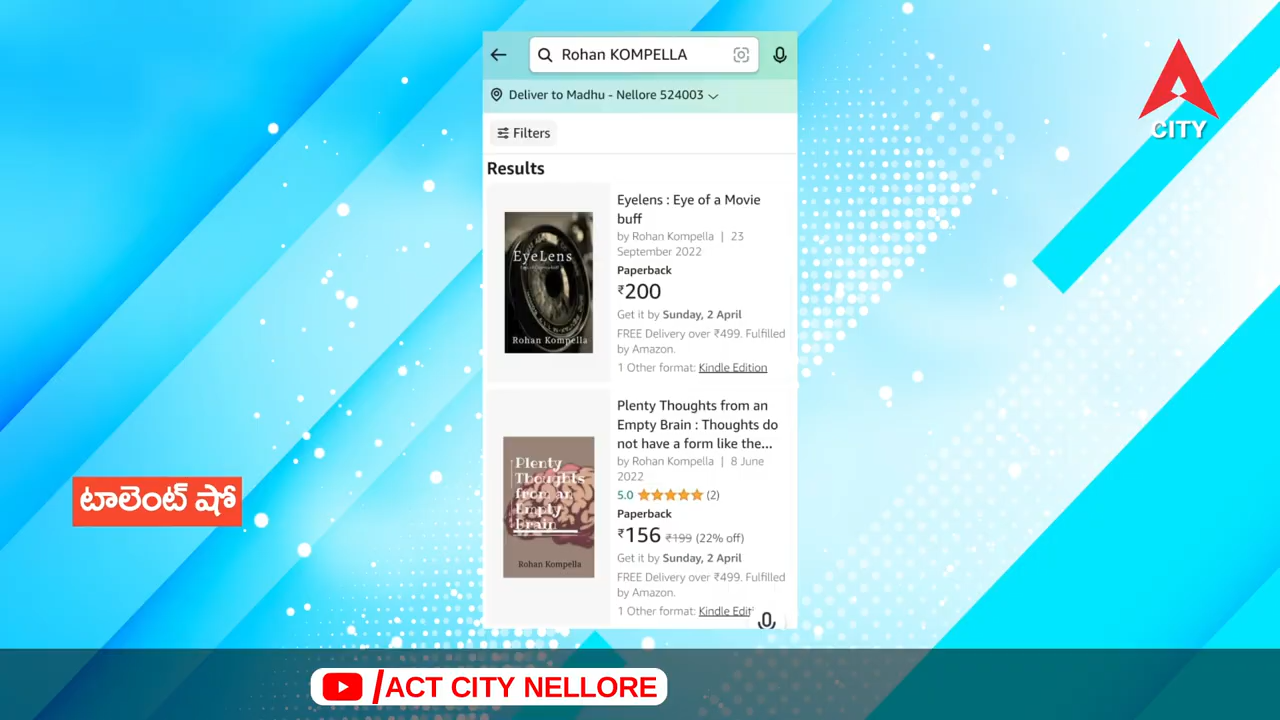 Rohan KOMPELLA
CITY
Deliver to Madhu - Nellore 524003
Filters
Results
Eyelens : Eye of a Movie
buff
by Rohan Kompella | 23
September 2022
Paperback
₹200
Get it by Sunday, 2 April
FREE Delivery over ₹499. Fulfilled
by Amazon.
1 Other format: Kindle Edition
EyeLens
Rohan Kompella
Plenty Thoughts from an
Empty Brain : Thoughts do
not have a form like the...
by Rohan Kompella | 8 June
2022
5.0 (2)
Paperback
₹156 ₹199 (22% off)
Get it by Sunday, 2 April
FREE Delivery over ₹499. Fulfilled
by Amazon.
1 Other format: Kindle Edit
Plenty
Thoughts
from an
Empty
Brain
Rohan Kompella
టాలెంట్ షో
/ACT CITY NELLORE